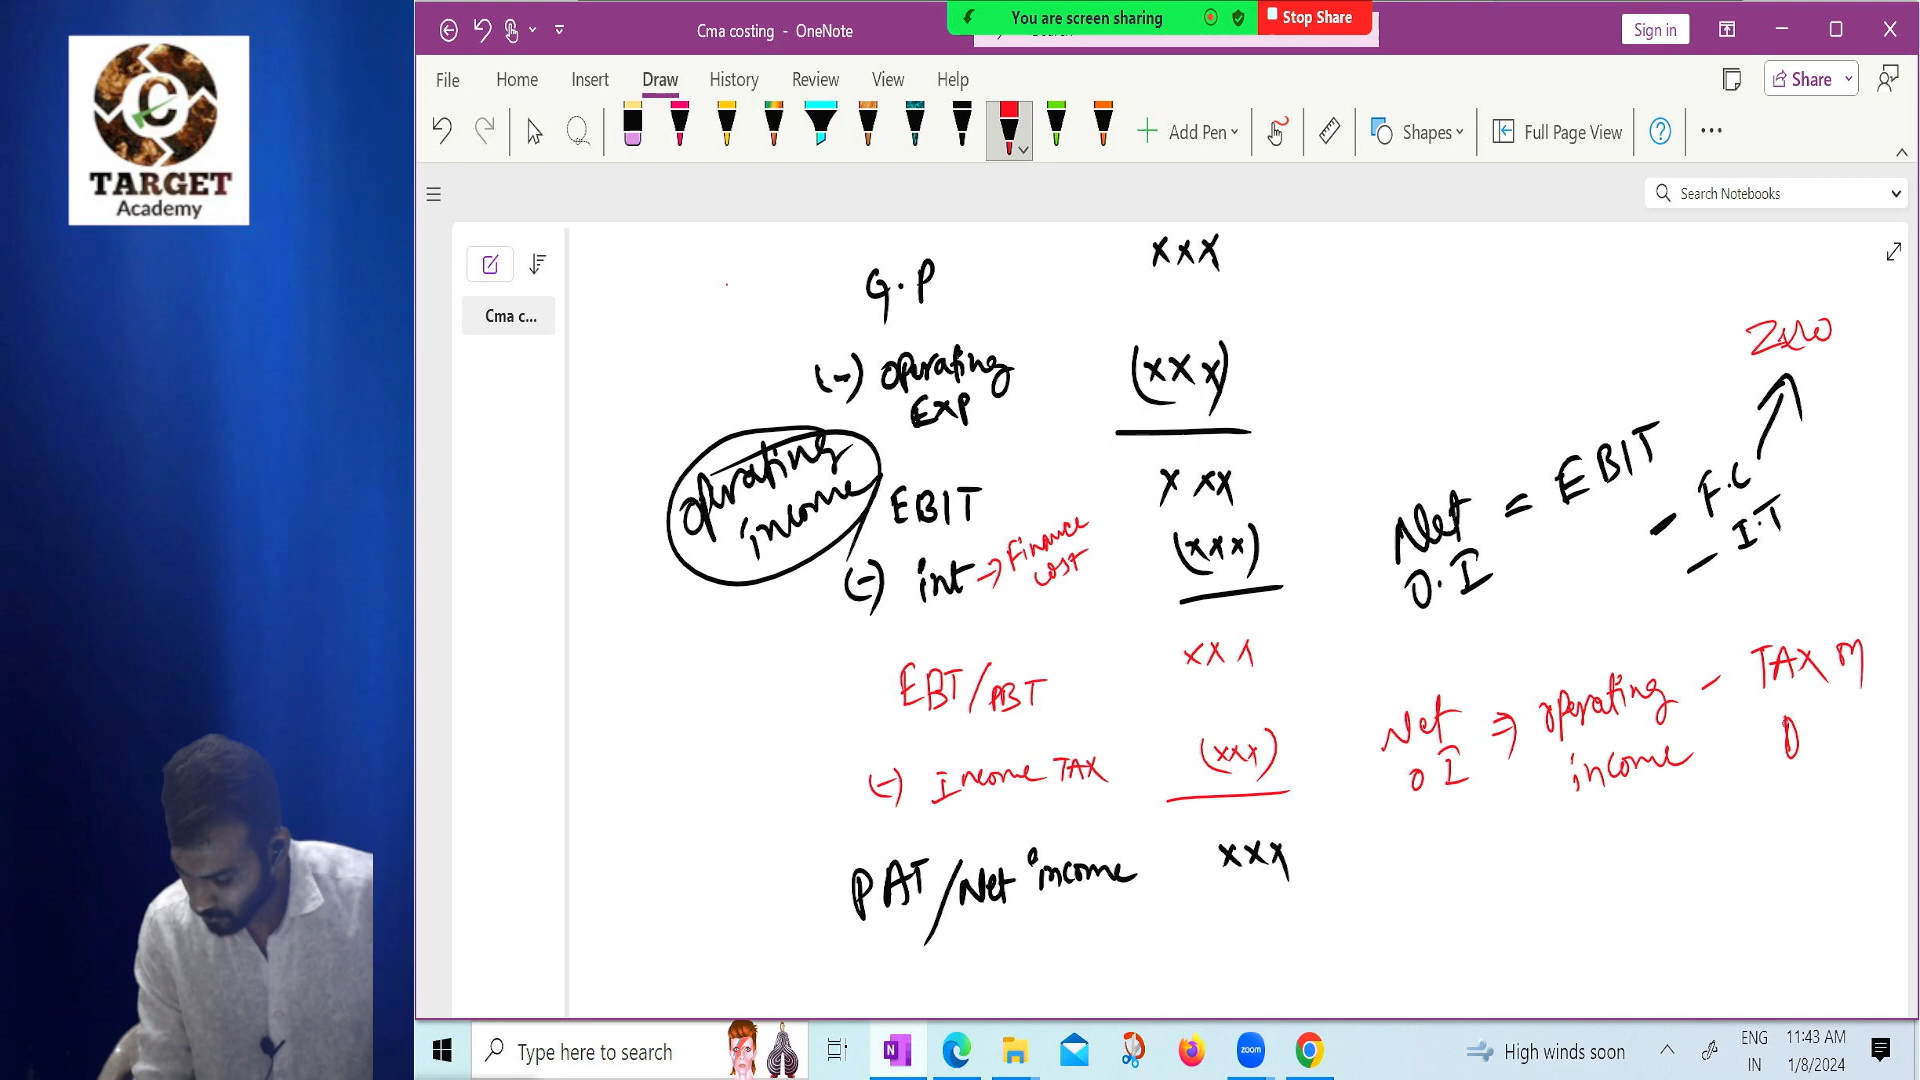 C
TARGET
Academy
Cma costing - OneNote
You are screen sharing
Stop Share
Sign in
File Home Insert Draw History Review View Help
Share
Add Pen
Shapes
Full Page View
Search Notebooks
Cma c...
G.P xxx
(-) operating (xxx)
EXP
operating
income
EBIT xxx
(-) int → Finance (xxx)
cost
EBT/PBT xxx
(-) Income TAX (xxx)
PAT/Net income xxx
Zero
Net = EBIT
O.I - F.C
- I.T
Net ⇒ operating - TAX on
OI income O
Type here to search
zoom
High winds soon
ENG
IN
11:43 AM
1/8/2024